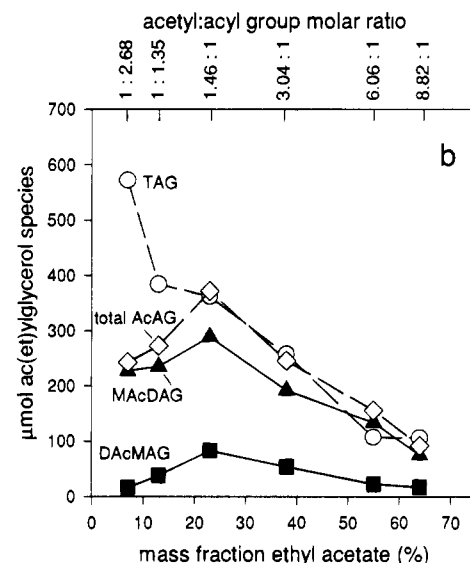 acetyl:acyl group molar ratio
1 : 2.68
1 : 1.35
1.46 : 1
3.04 : 1
6.06 : 1
8.82 : 1
700
600
500
400
300
200
100
0
µmol ac(et)ylglycerol species
b
TAG
total AcAG
MAcDAG
DAcMAG
0 10 20 30 40 50 60 70
mass fraction ethyl acetate (%)